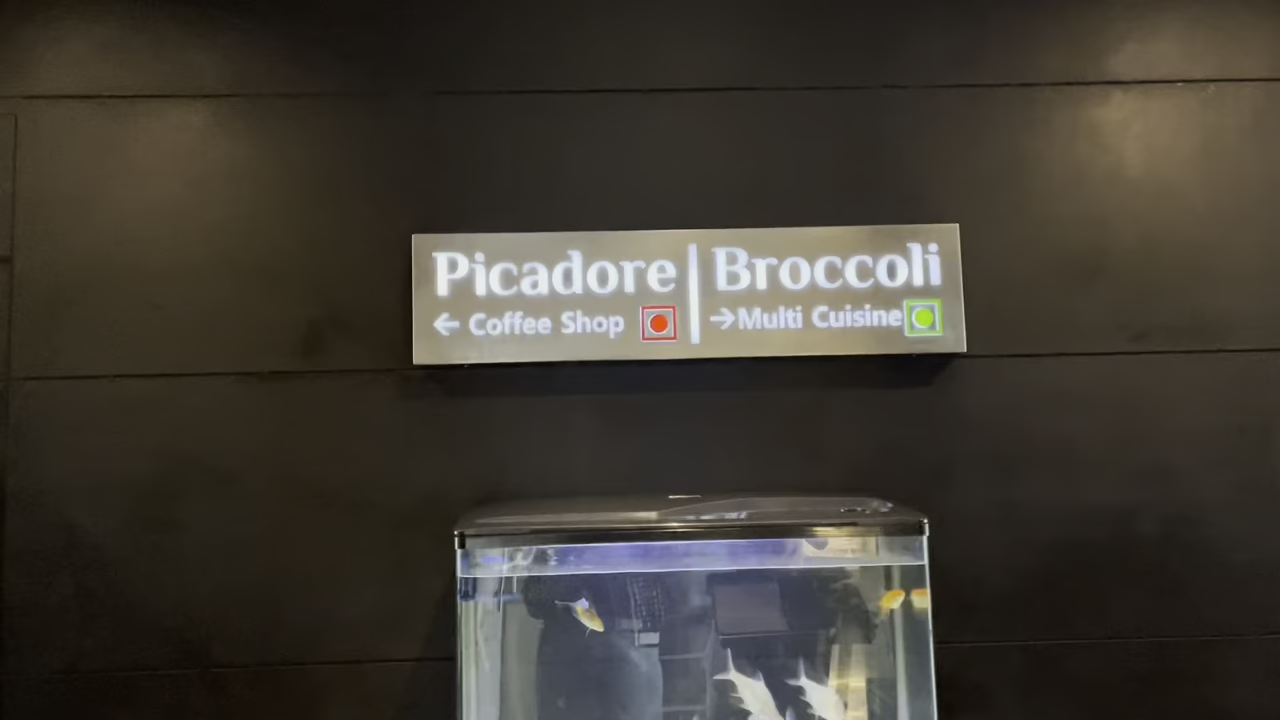 Picadore | Broccoli
← Coffee Shop → Multi Cuisine